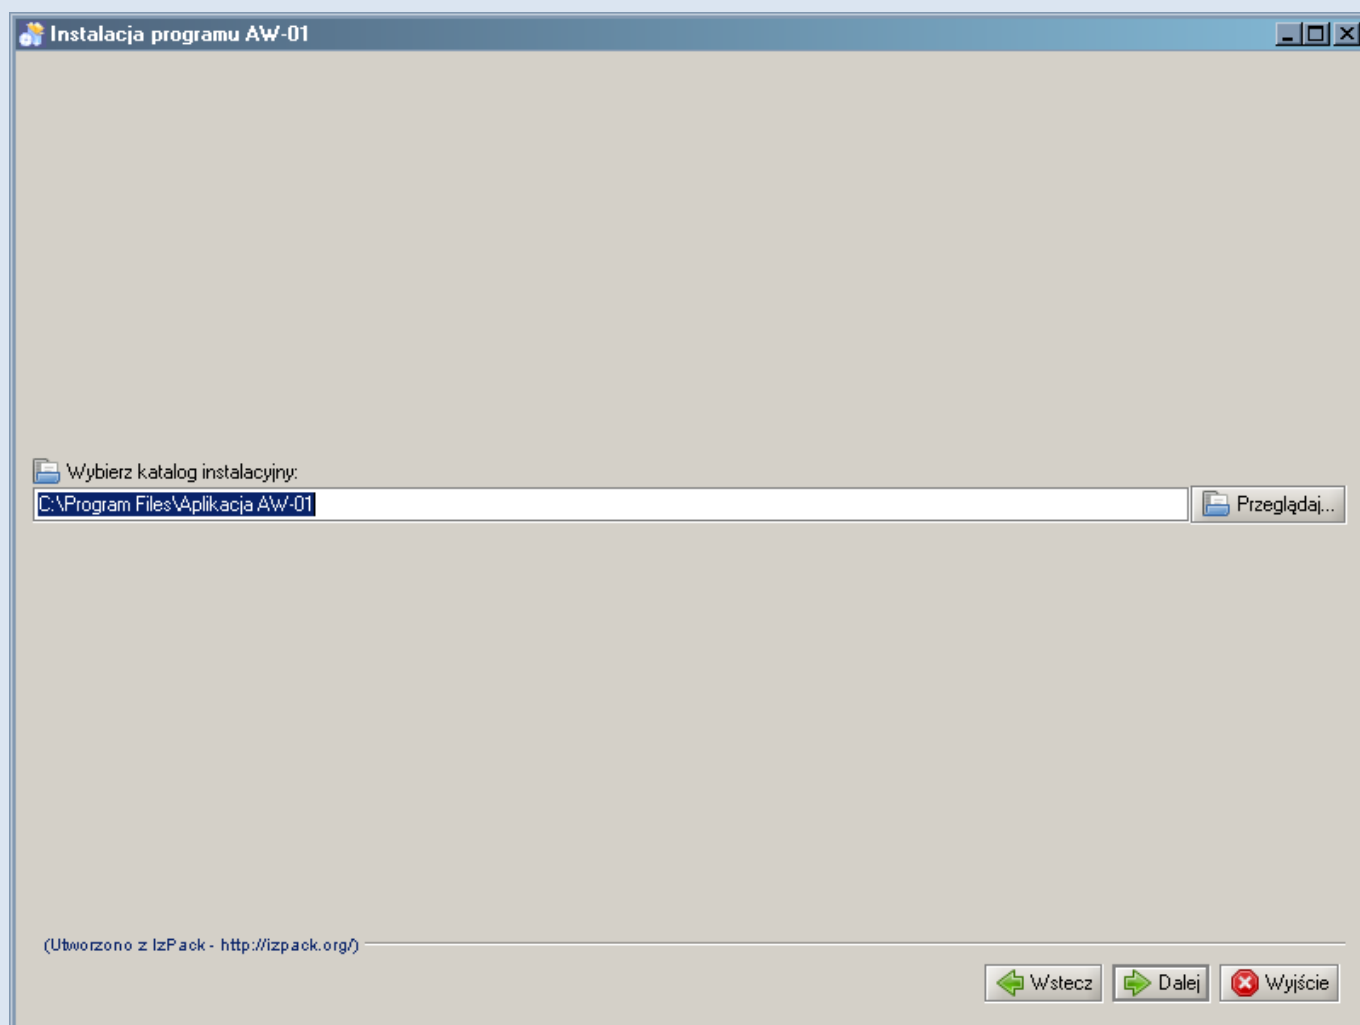 Instalacja programu AW-01
Wybierz katalog instalacyjny:
C:\Program Files\Aplikacja AW-01
Przeglądaj...
(Utworzono z IzPack - http://izpack.org/)
Wstecz
Dalej
Wyjście